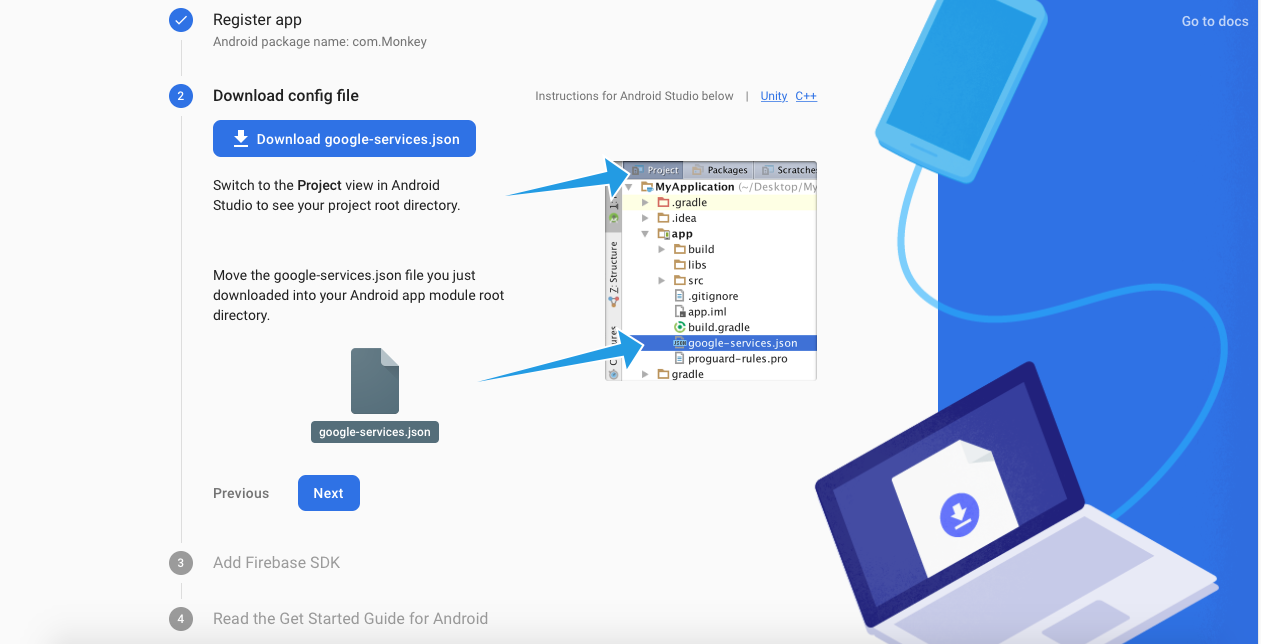 Register app
Go to docs
Android package name: com.Monkey
2
Download config file
Instructions for Android Studio below | Unity C++
Download google-services.json
Switch to the Project view in Android
Studio to see your project root directory.
Move the google-services.json file you just
downloaded into your Android app module root
directory.
google-services.json
Project Packages Scratches
MyApplication (~/Desktop/My
.gradle
.idea
app
build
libs
src
.gitignore
app.iml
build.gradle
google-services.json
proguard-rules.pro
gradle
Z: Structure
Previous
Next
3
Add Firebase SDK
4
Read the Get Started Guide for Android